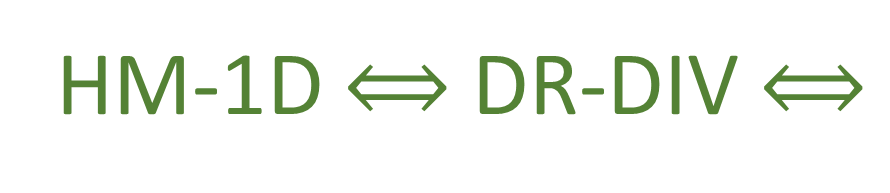 HM-1D ⟺ DR-DIV ⟺